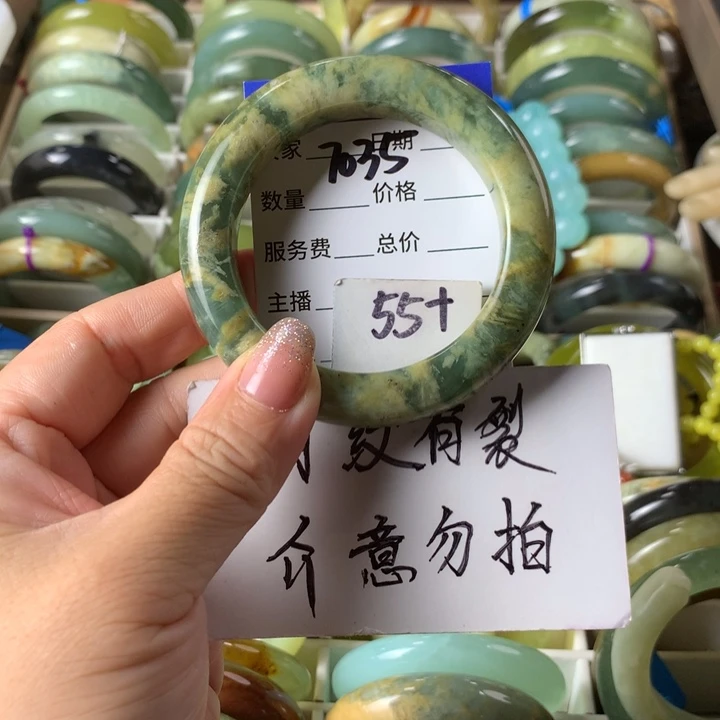 家 日期
7035
数量 价格
服务费 总价
主播
55+
纹有裂
介意勿拍